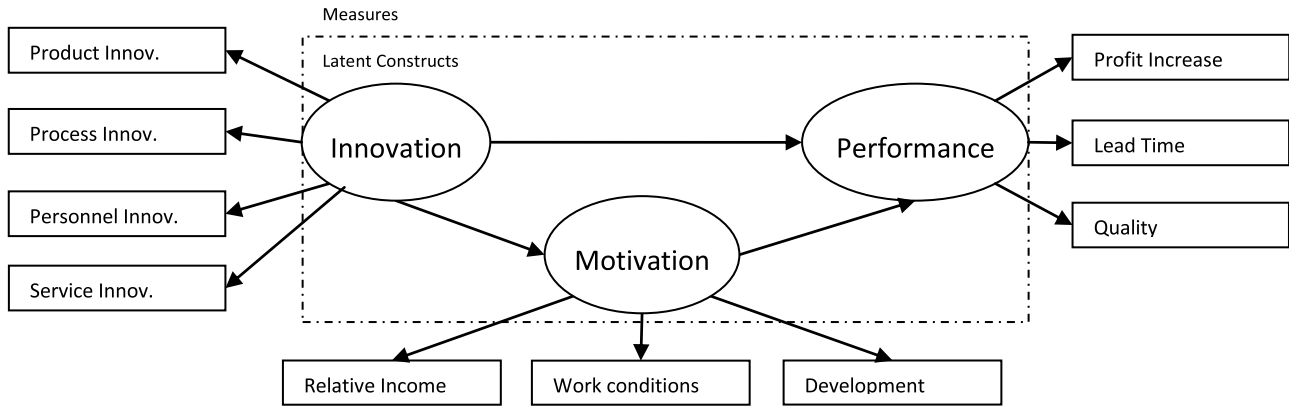 Measures
Latent Constructs
Product Innov.
Process Innov.
Personnel Innov.
Service Innov.
Innovation
Motivation
Performance
Profit Increase
Lead Time
Quality
Relative Income
Work conditions
Development